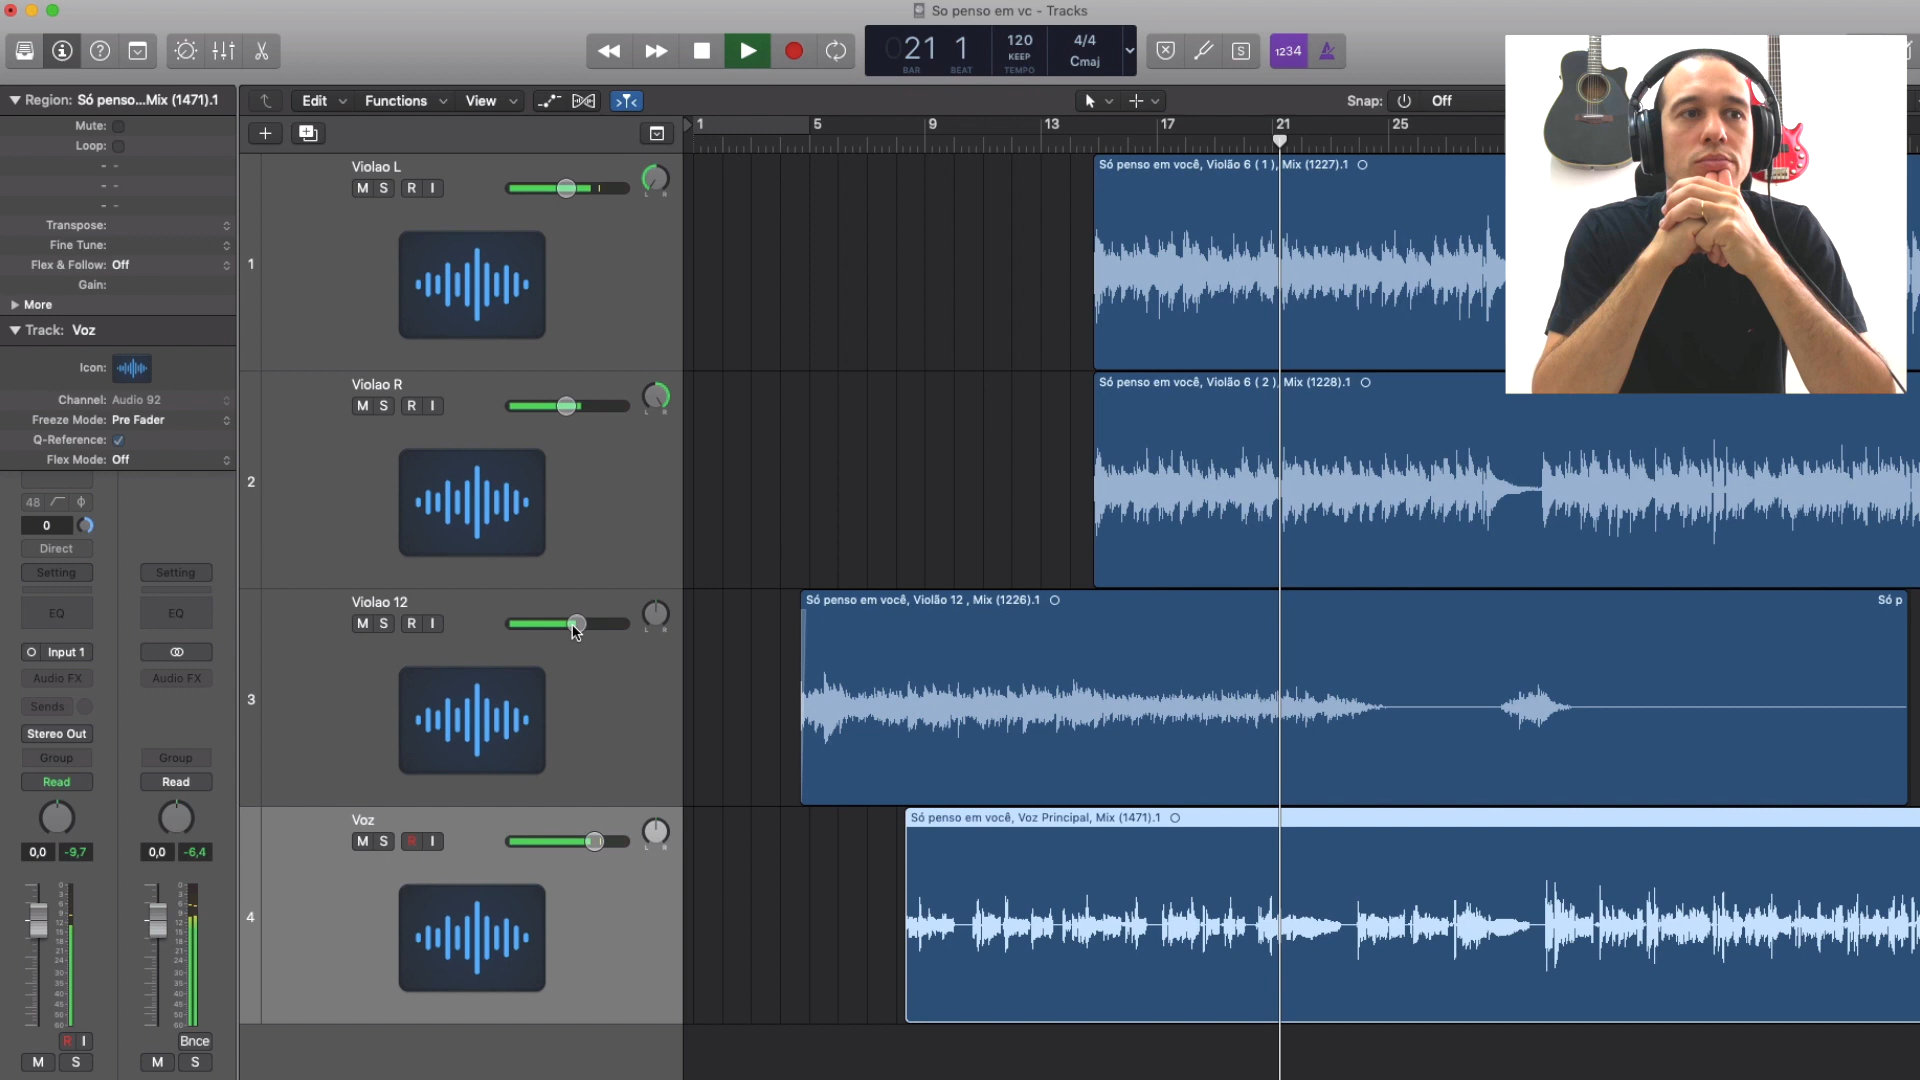 So penso em vc - Tracks
021 1
BAR BEAT
120
KEEP
TEMPO
4/4
Cmaj
S
1234
Region: Só penso...Mix (1471).1
Mute:
Loop:
Transpose:
Fine Tune:
Flex & Follow: Off
Gain:
More
Track: Voz
Icon:
Channel: Audio 92
Freeze Mode: Pre Fader
Q-Reference:
Flex Mode: Off
Edit
Functions
View
Snap: Off
1 5 9 13 17 21 25
Violao L
M S R I
L R
1
Só penso em você, Violão 6 ( 1 ), Mix (1227).1
Violao R
M S R I
L R
2
Só penso em você, Violão 6 ( 2 ), Mix (1228).1
Violao 12
M S R I
L R
3
Só penso em você, Violão 12 , Mix (1226).1
Só p
Voz
M S R I
L R
4
Só penso em você, Voz Principal, Mix (1471).1
48
0
Direct
Setting Setting
EQ EQ
Input 1
Audio FX Audio FX
Sends
Stereo Out
Group Group
Read Read
0,0 -9,7 0,0 -6,4
R I
Bnce
M S M S